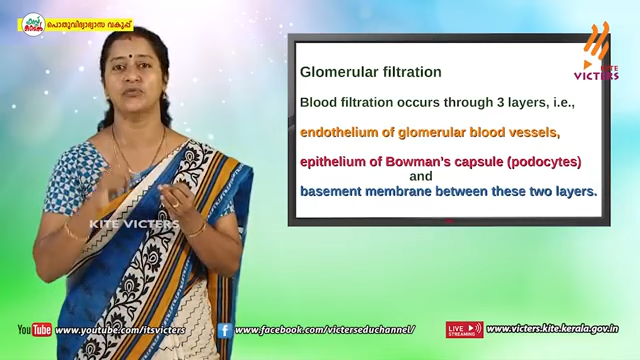 പൊതുവിദ്യാഭ്യാസ വകുപ്പ്
KITE
VICTERS
Glomerular filtration
Blood filtration occurs through 3 layers, i.e.,
endothelium of glomerular blood vessels,
epithelium of Bowman's capsule (podocytes)
and
basement membrane between these two layers.
KITE VICTERS
YouTube www.youtube.com/itsvicters
f www.facebook.com/victerseduchannel/
LIVE STREAMING www.victers.kite.kerala.gov.in